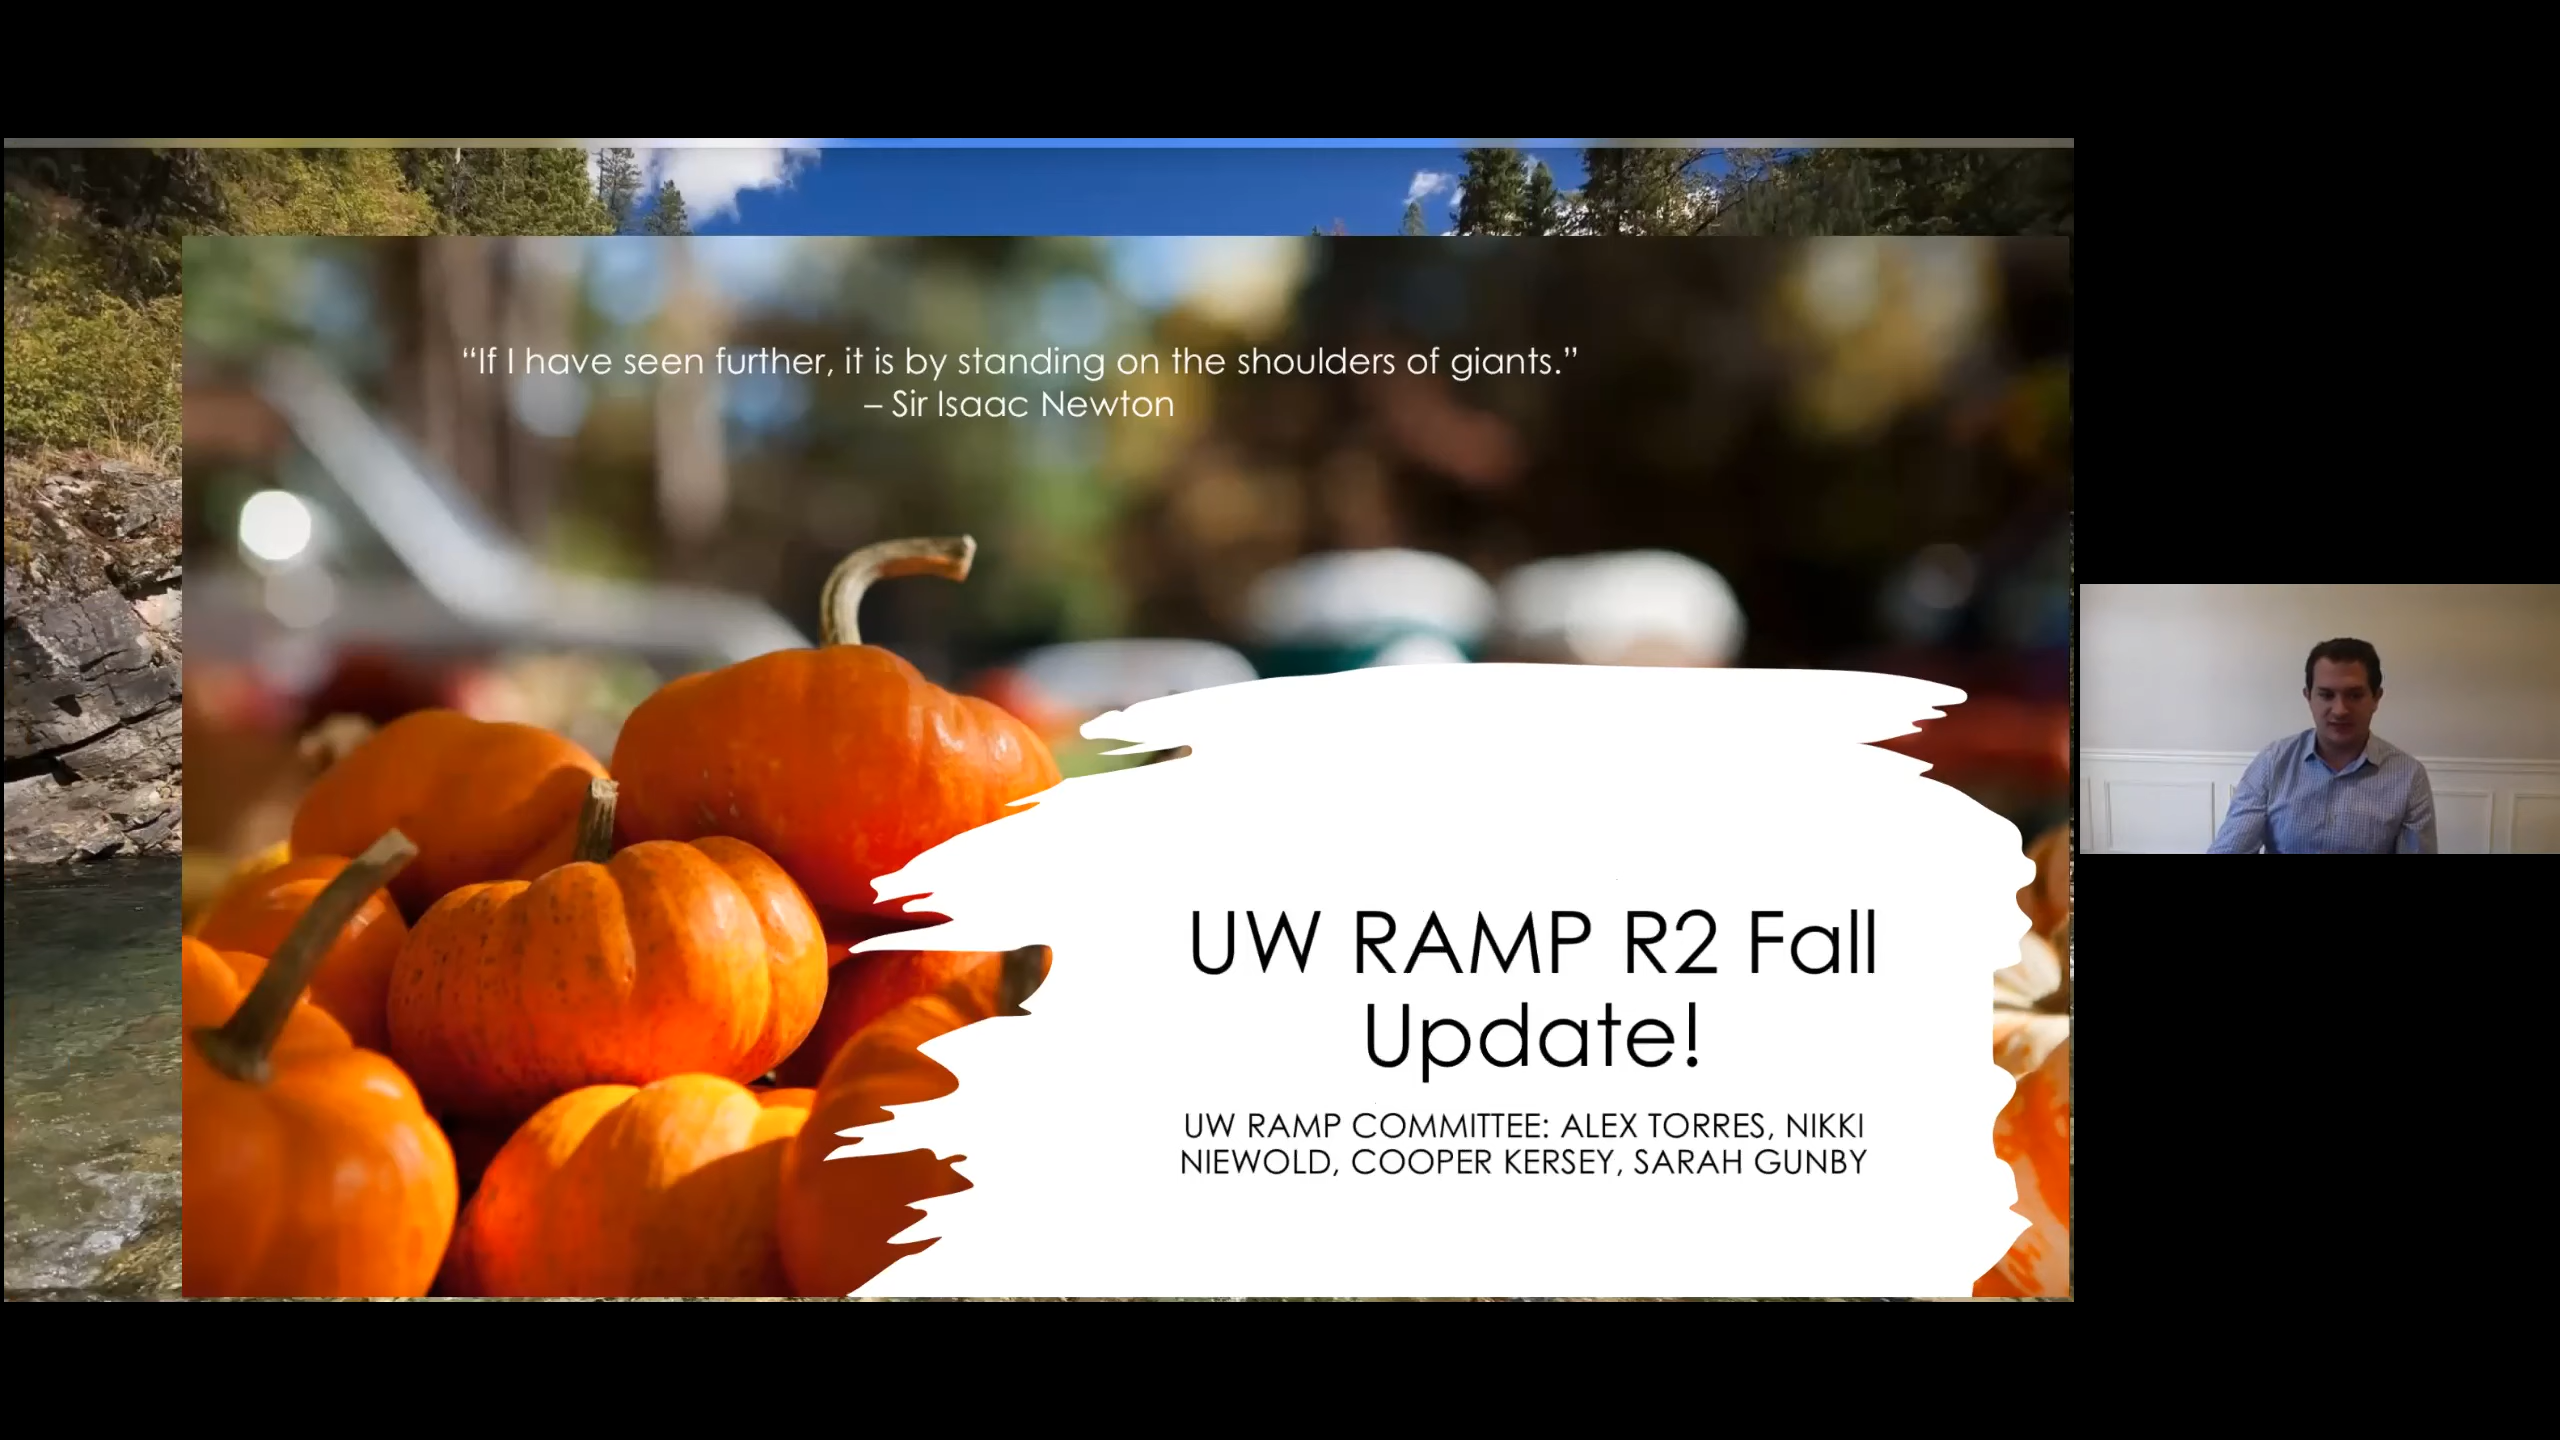 “If I have seen further, it is by standing on the shoulders of giants.”
– Sir Isaac Newton
UW RAMP R2 Fall
Update!
UW RAMP COMMITTEE: ALEX TORRES, NIKKI
NIEWOLD, COOPER KERSEY, SARAH GUNBY